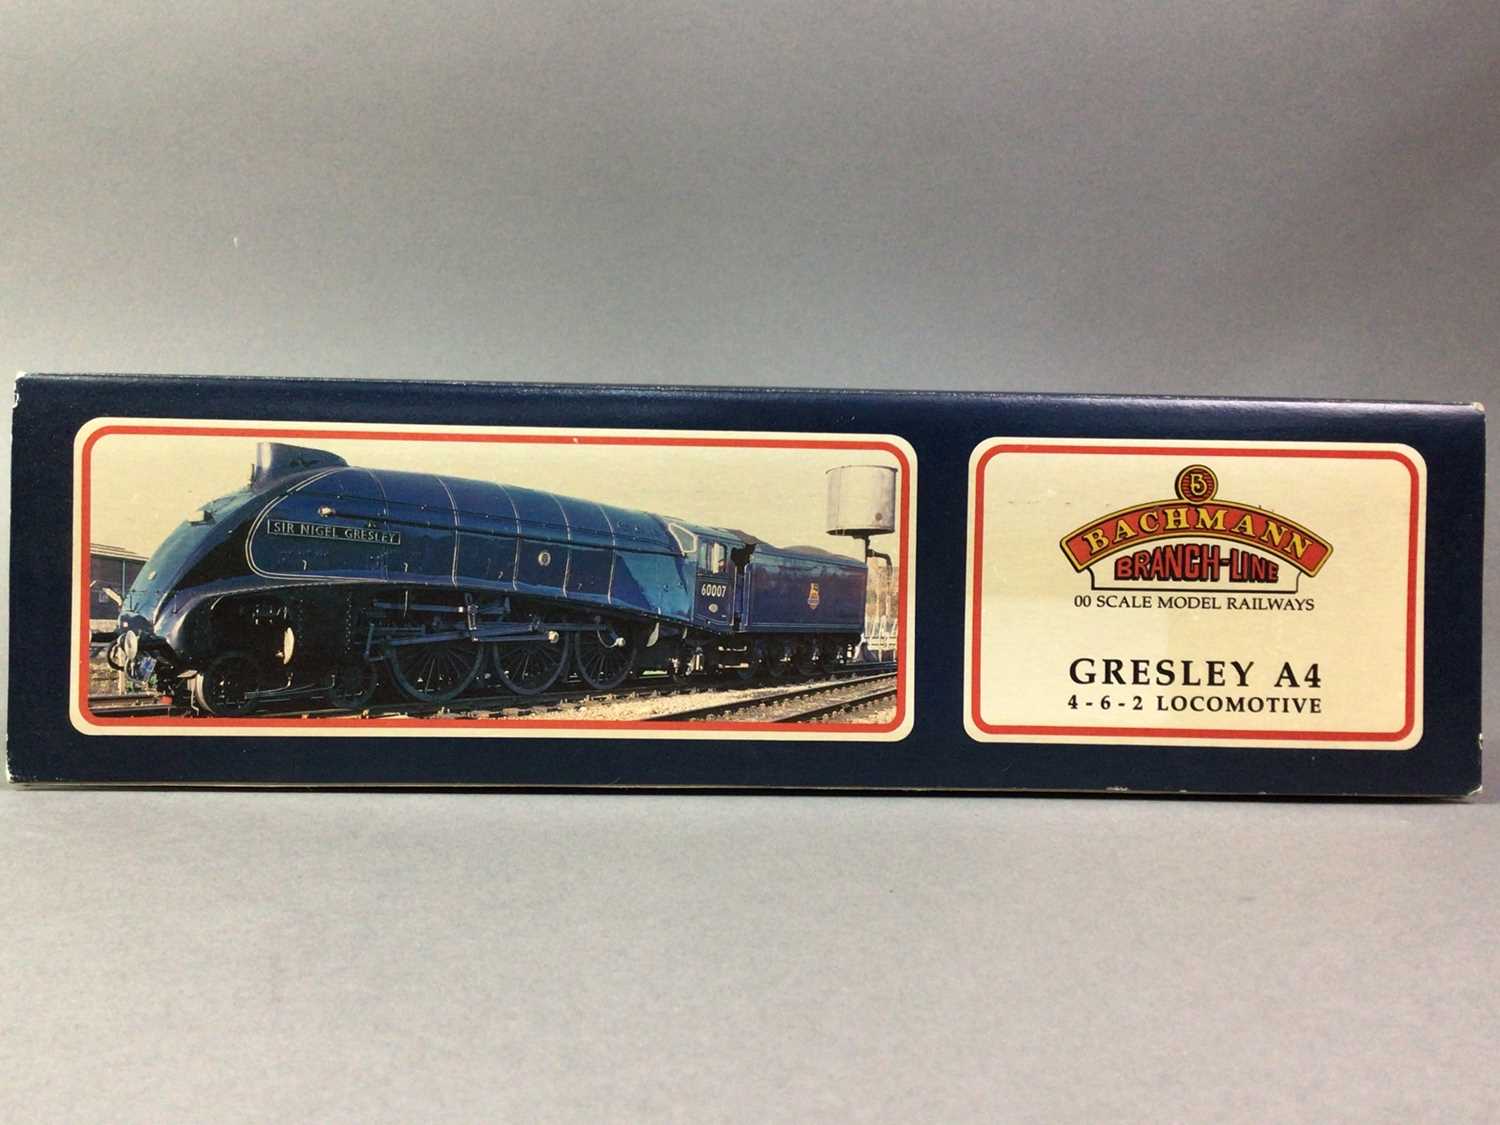 SIR NIGEL GRESLEY
60007
B
BACHMANN
BRANCH-LINE
00 SCALE MODEL RAILWAYS
GRESLEY A4
4-6-2 LOCOMOTIVE